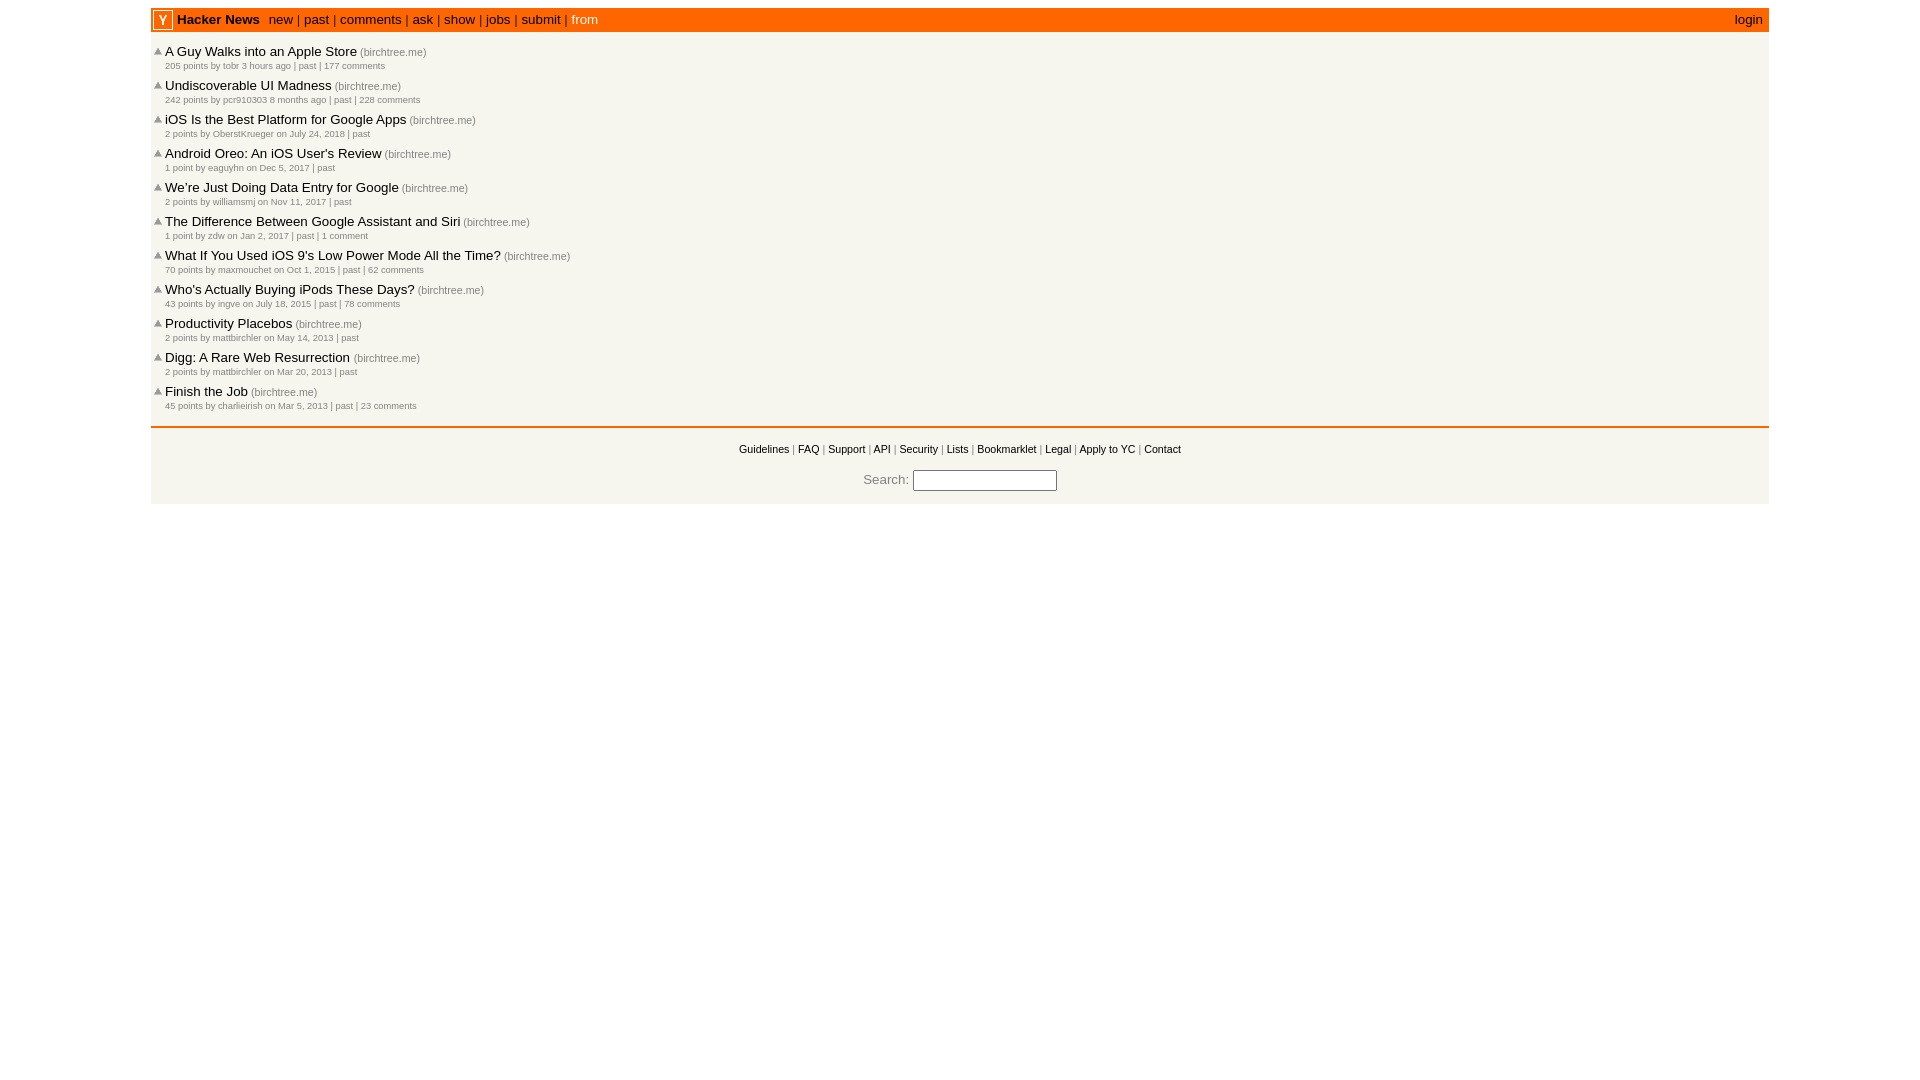 Y Hacker News new | past | comments | ask | show | jobs | submit | from login
A Guy Walks into an Apple Store (birchtree.me)
205 points by tobr 3 hours ago | past | 177 comments
Undiscoverable UI Madness (birchtree.me)
242 points by pcr910303 8 months ago | past | 228 comments
iOS Is the Best Platform for Google Apps (birchtree.me)
2 points by OberstKrueger on July 24, 2018 | past
Android Oreo: An iOS User's Review (birchtree.me)
1 point by eaguyhn on Dec 5, 2017 | past
We’re Just Doing Data Entry for Google (birchtree.me)
2 points by williamsmj on Nov 11, 2017 | past
The Difference Between Google Assistant and Siri (birchtree.me)
1 point by zdw on Jan 2, 2017 | past | 1 comment
What If You Used iOS 9's Low Power Mode All the Time? (birchtree.me)
70 points by maxmouchet on Oct 1, 2015 | past | 62 comments
Who's Actually Buying iPods These Days? (birchtree.me)
43 points by ingve on July 18, 2015 | past | 78 comments
Productivity Placebos (birchtree.me)
2 points by mattbirchler on May 14, 2013 | past
Digg: A Rare Web Resurrection (birchtree.me)
2 points by mattbirchler on Mar 20, 2013 | past
Finish the Job (birchtree.me)
45 points by charlieirish on Mar 5, 2013 | past | 23 comments
Guidelines | FAQ | Support | API | Security | Lists | Bookmarklet | Legal | Apply to YC | Contact
Search: